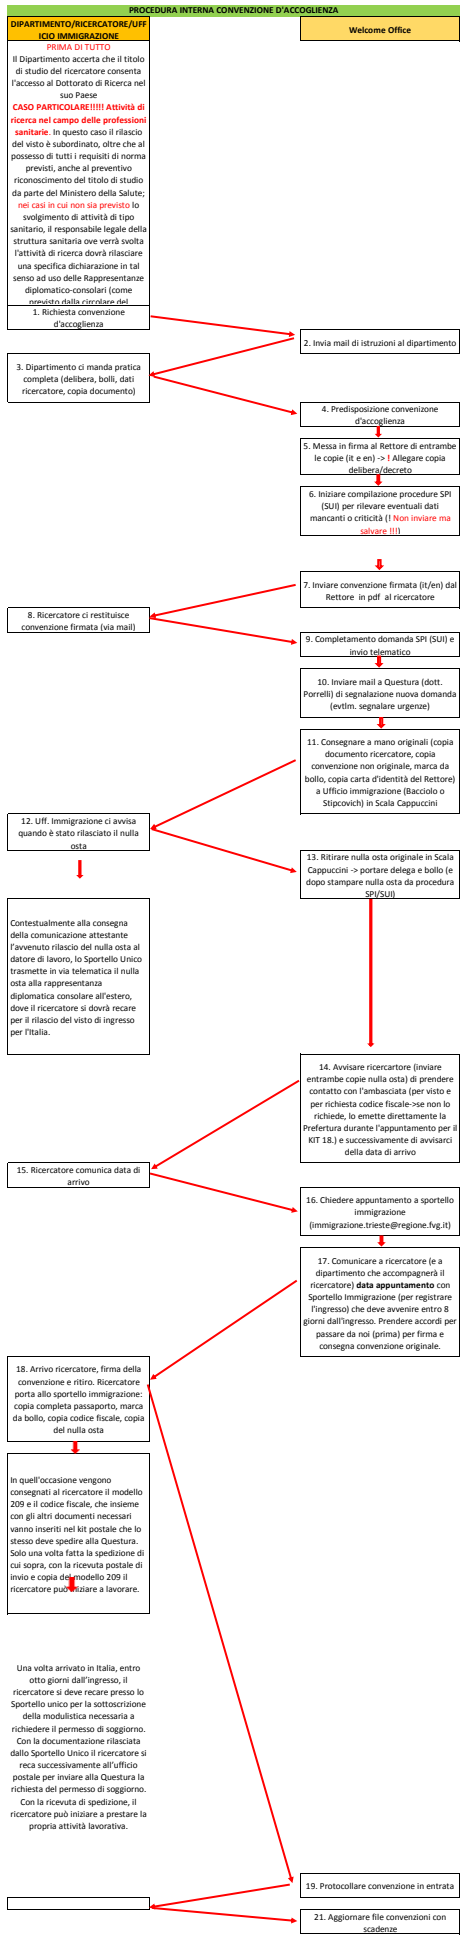 PROCEDURA INTERNA CONVENZIONE D'ACCOGLIENZA
DIPARTIMENTO/RICERCATORE/UFF
ICIO IMMIGRAZIONE
Welcome Office
PRIMA DI TUTTO
Il Dipartimento accerta che il titolo
di studio del ricercatore consenta
l'accesso al Dottorato di Ricerca nel
suo Paese
CASO PARTICOLARE!!!!! Attività di
ricerca nel campo delle professioni
sanitarie. In questo caso il rilascio
del visto è subordinato, oltre che al
possesso di tutti i requisiti di norma
previsti, anche al preventivo
riconoscimento del titolo di studio
da parte del Ministero della Salute;
nei casi in cui non sia previsto lo
svolgimento di attività di tipo
sanitario, il responsabile legale della
struttura sanitaria ove verrà svolta
l'attività di ricerca dovrà rilasciare
una specifica dichiarazione in tal
senso ad uso delle Rappresentanze
diplomatico-consolari (come
previsto dalla circolare del
1. Richiesta convenzione
d'accoglienza
2. Invia mail di istruzioni al dipartimento
3. Dipartimento ci manda pratica
completa (delibera, bolli, dati
ricercatore, copia documento)
4. Predisposizione convenizone
d'accoglienza
5. Messa in firma al Rettore di entrambe
le copie (it e en) -> ! Allegare copia
delibera/decreto
6. Iniziare compilazione procedure SPI
(SUI) per rilevare eventuali dati
mancanti o criticità (! Non inviare ma
salvare !!!)
7. Inviare convenzione firmata (it/en) dal
Rettore in pdf al ricercatore
8. Ricercatore ci restituisce
convenzione firmata (via mail)
9. Completamento domanda SPI (SUI) e
invio telematico
10. Inviare mail a Questura (dott.
Porrelli) di segnalazione nuova domanda
(evtlm. segnalare urgenze)
11. Consegnare a mano originali (copia
documento ricercatore, copia
convenzione non originale, marca da
bollo, copia carta d'identità del Rettore)
a Ufficio immigrazione (Bacciolo o
Stipcovich) in Scala Cappuccini
12. Uff. Immigrazione ci avvisa
quando è stato rilasciato il nulla
osta
13. Ritirare nulla osta originale in Scala
Cappuccini -> portare delega e bollo (e
dopo stampare nulla osta da procedura
SPI/SUI)
Contestualmente alla consegna
della comunicazione attestante
l'avvenuto rilascio del nulla osta al
datore di lavoro, lo Sportello Unico
trasmette in via telematica il nulla
osta alla rappresentanza
diplomatica consolare all'estero,
dove il ricercatore si dovrà recare
per il rilascio del visto di ingresso
per l'Italia.
14. Avvisare ricercartore (inviare
entrambe copie nulla osta) di prendere
contatto con l'ambasciata (per visto e
per richiesta codice fiscale->se non lo
richiede, lo emette direttamente la
Prefertura durante l'appuntamento per il
KIT 18.) e successivamente di avvisarci
della data di arrivo
15. Ricercatore comunica data di
arrivo
16. Chiedere appuntamento a sportello
immigrazione
(immigrazione.trieste@regione.fvg.it)
17. Comunicare a ricercatore (e a
dipartimento che accompagnerà il
ricercatore) data appuntamento con
Sportello Immigrazione (per registrare
l'ingresso) che deve avvenire entro 8
giorni dall'ingresso. Prendere accordi per
passare da noi (prima) per firma e
consegna convenzione originale.
18. Arrivo ricercatore, firma della
convenzione e ritiro. Ricercatore
porta allo sportello immigrazione:
copia completa passaporto, marca
da bollo, copia codice fiscale, copia
del nulla osta
In quell'occasione vengono
consegnati al ricercatore il modello
209 e il codice fiscale, che insieme
con gli altri documenti necessari
vanno inseriti nel kit postale che lo
stesso deve spedire alla Questura.
Solo una volta fatta la spedizione di
cui sopra, con la ricevuta postale di
invio e copia del modello 209 il
ricercatore può iniziare a lavorare.
Una volta arrivato in Italia, entro
otto giorni dall'ingresso, il
ricercatore si deve recare presso lo
Sportello unico per la sottoscrizione
della modulistica necessaria a
richiedere il permesso di soggiorno.
Con la documentazione rilasciata
dallo Sportello Unico il ricercatore si
reca successivamente all'ufficio
postale per inviare alla Questura la
richiesta del permesso di soggiorno.
Con la ricevuta di spedizione, il
ricercatore può iniziare a prestare la
propria attività lavorativa.
19. Protocollare convenzione in entrata
21. Aggiornare file convenzioni con
scadenze